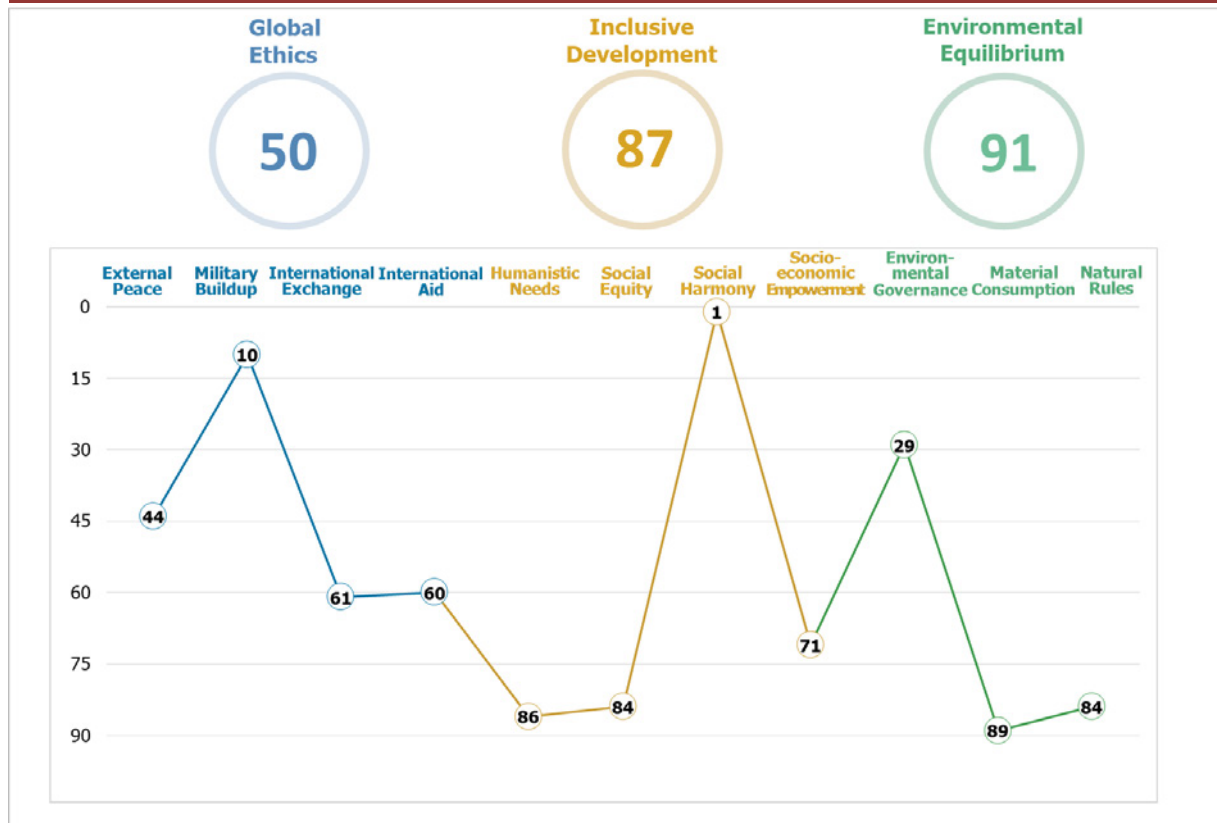 Global
Ethics
Inclusive
Development
Environmental
Equilibrium
50
87
91
External
Peace
Military
Buildup
International
Exchange
International
Aid
Humanistic
Needs
Social
Equity
Social
Harmony
Socio-
economic
Empowerment
Environ-
mental
Governance
Material
Consumption
Natural
Rules
0
15
30
45
60
75
90
44
10
61
60
86
84
1
71
29
89
84